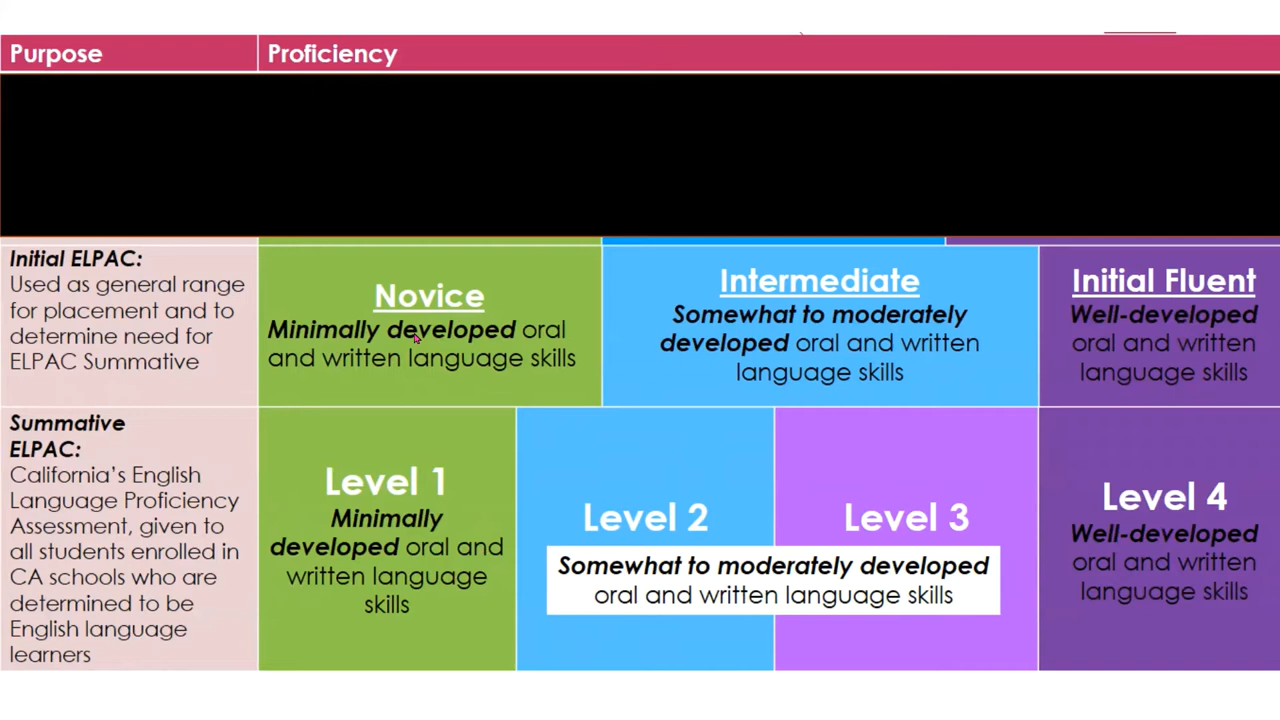 Purpose
Proficiency
Initial ELPAC:
Used as general range
for placement and to
determine need for
ELPAC Summative
Novice
Minimally developed oral
and written language skills
Intermediate
Somewhat to moderately
developed oral and written
language skills
Initial Fluent
Well-developed
oral and written
language skills
Summative
ELPAC:
California’s English
Language Proficiency
Assessment, given to
all students enrolled in
CA schools who are
determined to be
English language
learners
Level 1
Minimally
developed oral and
written language
skills
Level 2
Level 3
Somewhat to moderately developed
oral and written language skills
Level 4
Well-developed
oral and written
language skills